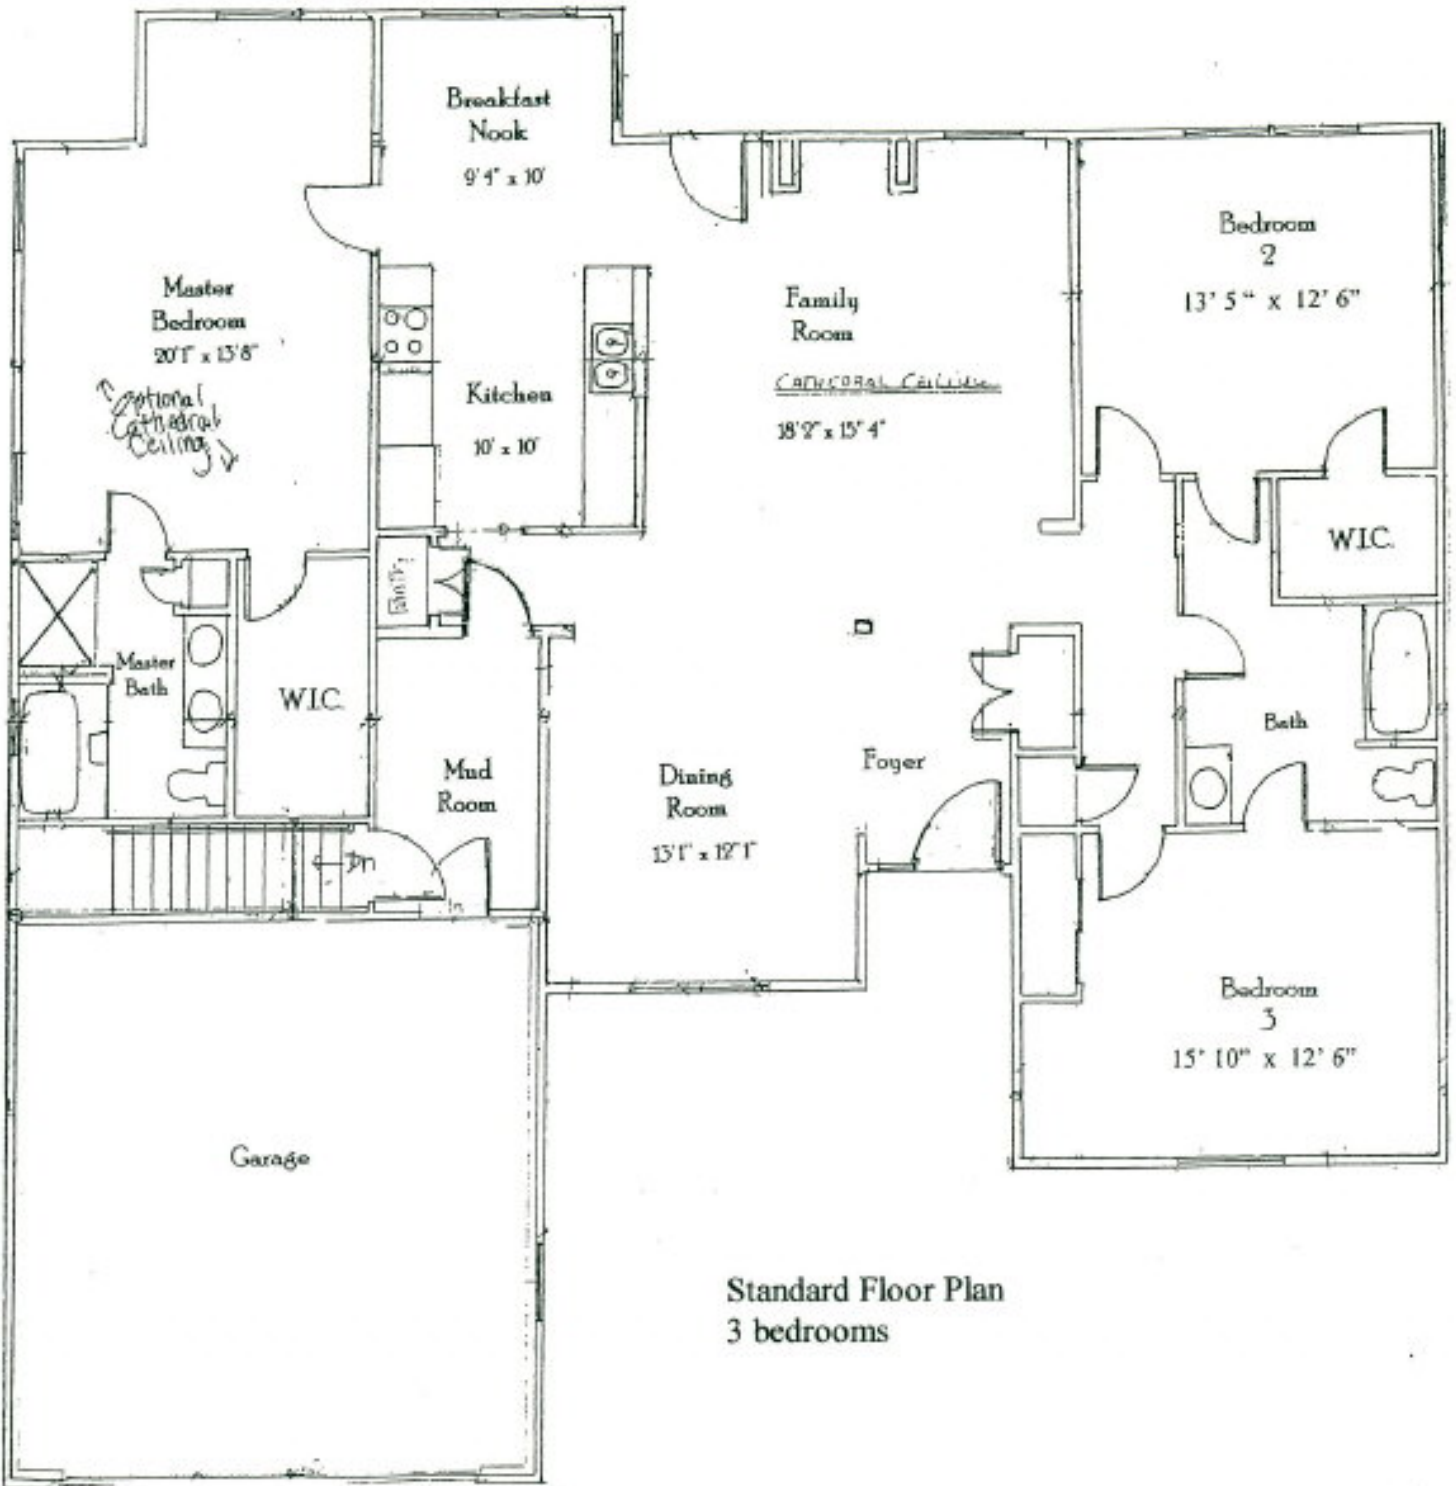 Breakfast
Nook
9' 4" x 10'
Master
Bedroom
20'1" x 13'8"
Optional
Cathedral
Ceiling
Family
Room
CATHEDRAL CEILING
18'2" x 15' 4"
Bedroom
2
13' 5" x 12' 6"
Kitchen
10' x 10'
W.I.C.
Master
Bath
W.I.C.
Mud
Room
Dn
Dining
Room
13'1" x 12'1"
Foyer
Bath
Bedroom
3
15' 10" x 12' 6"
Garage
Standard Floor Plan
3 bedrooms